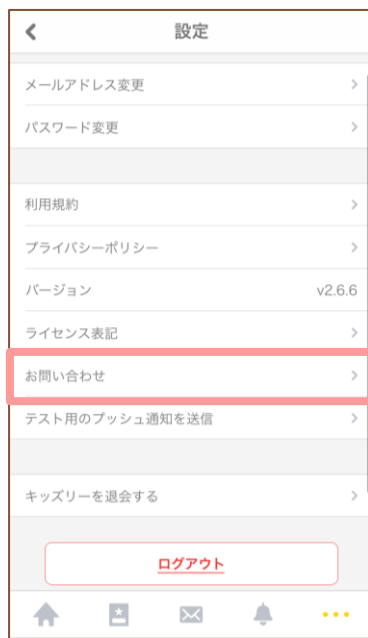 設定
メールアドレス変更
パスワード変更
利用規約
プライバシーポリシー
バージョン v2.6.6
ライセンス表記
お問い合わせ
テスト用のプッシュ通知を送信
キッズリーを退会する
ログアウト